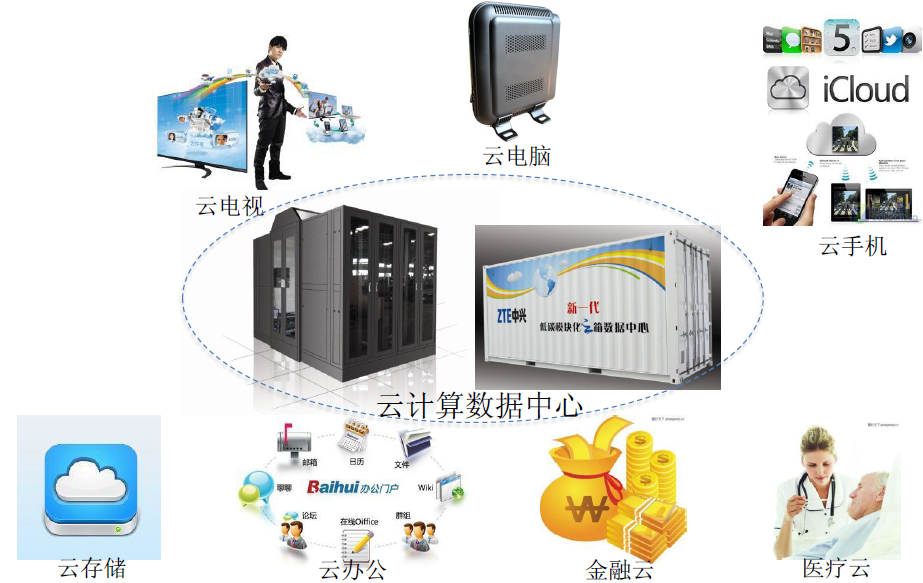 5
iCloud
云电脑
云电视
云手机
ZTE中兴
新一代
低碳模块化云箱数据中心
云计算数据中心
邮箱
日历
文件
聊聊
Baihui办公门户
Wiki
论坛
在线Oiffice
群组
云存储
云办公
金融云
医疗云